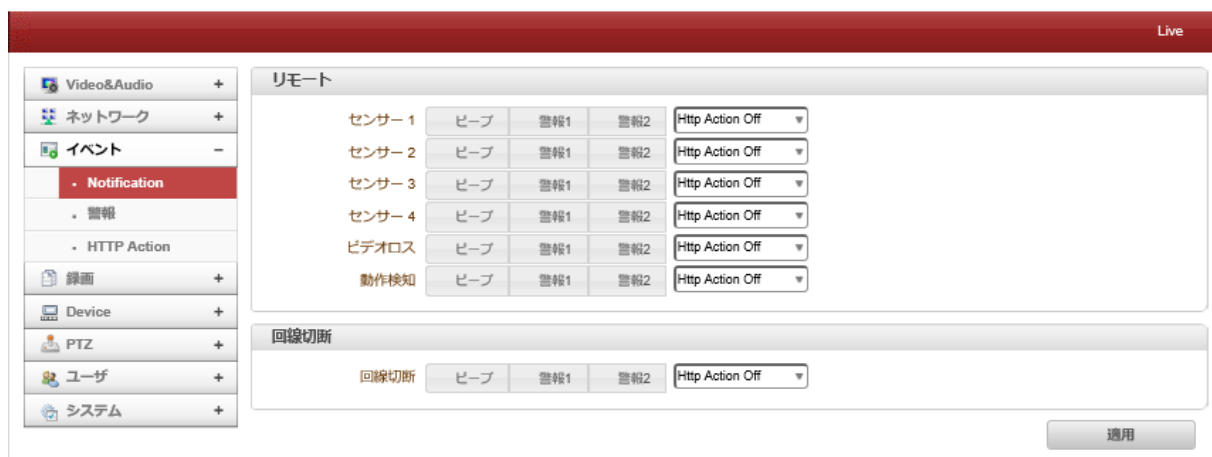 Live
Video&Audio +
ネットワーク +
イベント -
・ Notification
・ 警報
・ HTTP Action
録画 +
Device +
PTZ +
ユーザ +
システム +
リモート
センサー 1 ビープ 警報1 警報2 Http Action Off
センサー 2 ビープ 警報1 警報2 Http Action Off
センサー 3 ビープ 警報1 警報2 Http Action Off
センサー 4 ビープ 警報1 警報2 Http Action Off
ビデオロス ビープ 警報1 警報2 Http Action Off
動作検知 ビープ 警報1 警報2 Http Action Off
回線切断
回線切断 ビープ 警報1 警報2 Http Action Off
適用